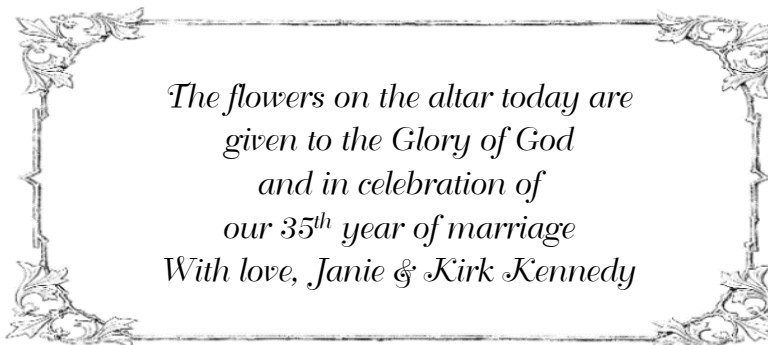 The flowers on the altar today are
given to the Glory of God
and in celebration of
our 35th year of marriage
With love, Janie & Kirk Kennedy